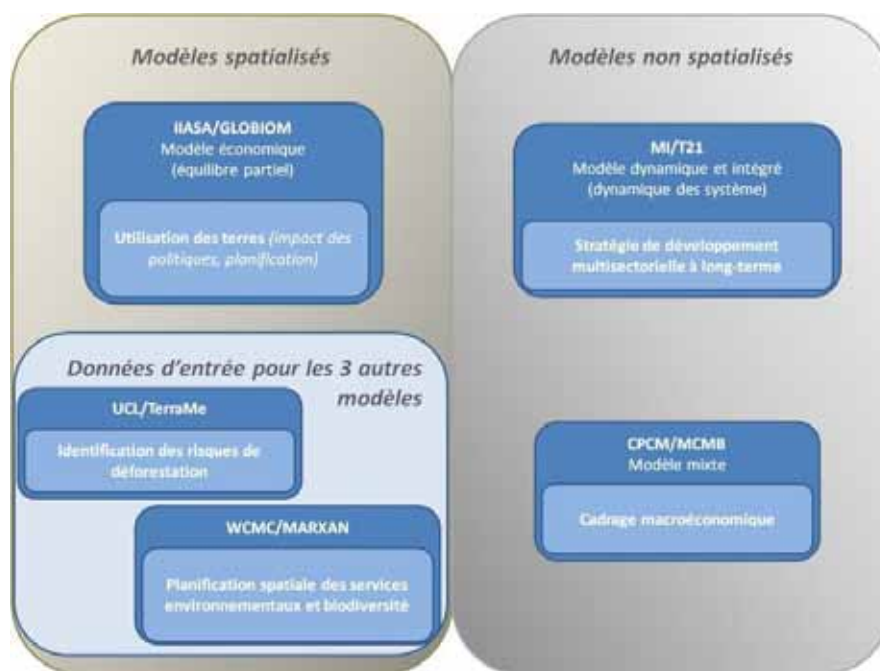 Modèles spatialisés
IIASA/GLOBIOM
Modèle économique
(équilibre partiel)
Utilisation des terres (impact des
politiques, planification)
Données d'entrée pour les 3 autres
modèles
UCL/TerraMe
Identification des risques de
déforestation
WCMC/MARXAN
Planification spatiale des services
environnementaux et biodiversité
Modèles non spatialisés
MI/T21
Modèle dynamique et intégré
(dynamique des système)
Stratégie de développement
multisectorielle à long-terme
CPCM/MCMB
Modèle mixte
Cadrage macroéconomique